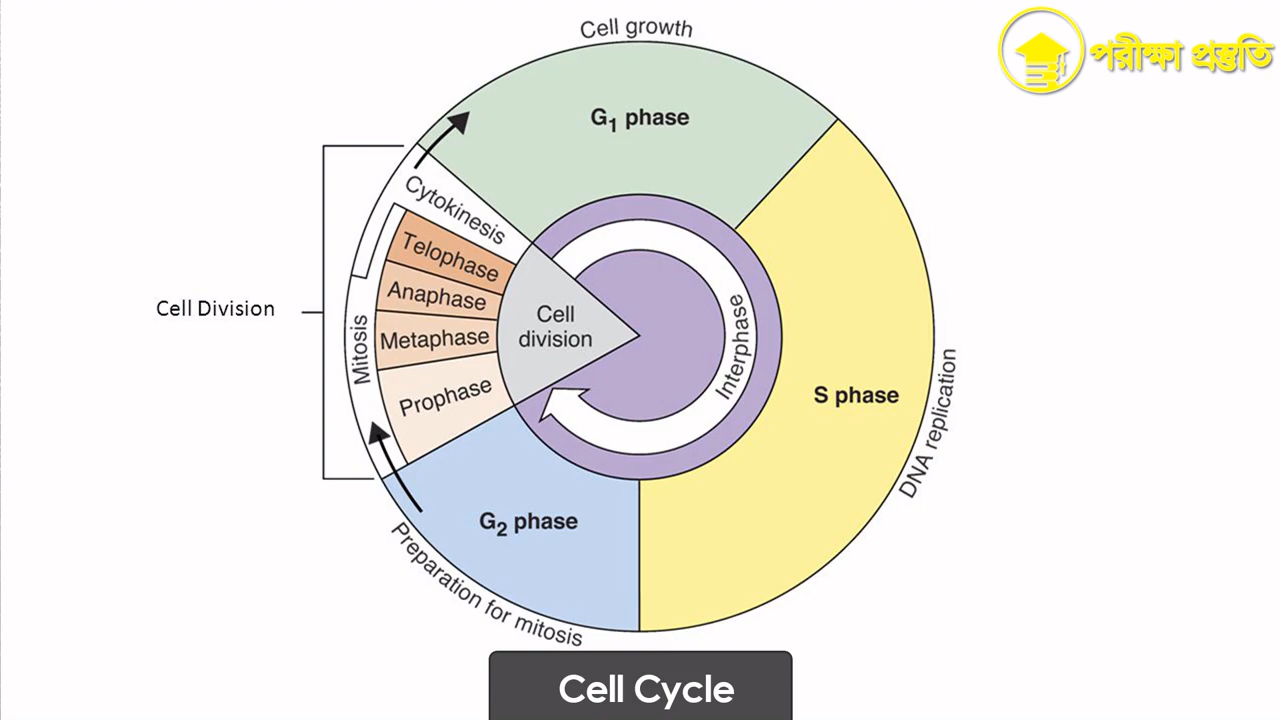 Cell growth
পরীক্ষা প্রস্তুতি
G1 phase
Cytokinesis
Telophase
Anaphase
Metaphase
Prophase
Mitosis
Cell Division
Cell
division
Interphase
S phase
DNA replication
G2 phase
Preparation for mitosis
Cell Cycle